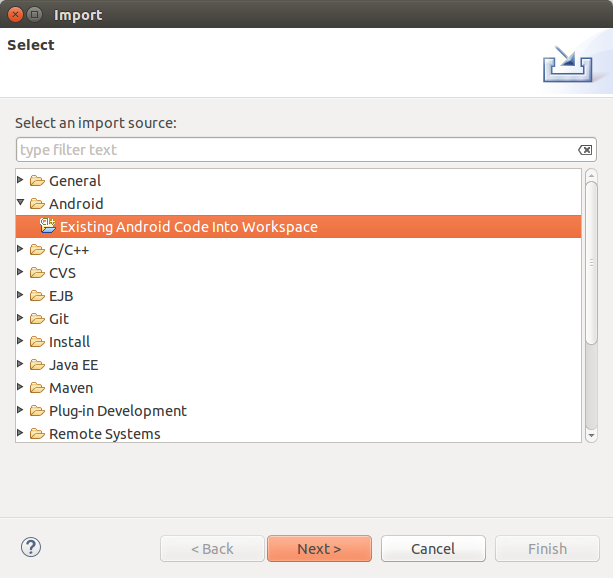 Import
Select
Select an import source:
type filter text
General
Android
Existing Android Code Into Workspace
C/C++
CVS
EJB
Git
Install
Java EE
Maven
Plug-in Development
Remote Systems
?
< Back
Next >
Cancel
Finish